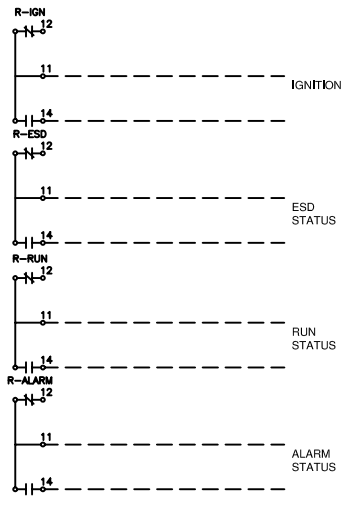 R-IGN
12
11
IGNITION
14
R-ESD
12
11
ESD
STATUS
14
R-RUN
12
11
RUN
STATUS
14
R-ALARM
12
11
ALARM
STATUS
14